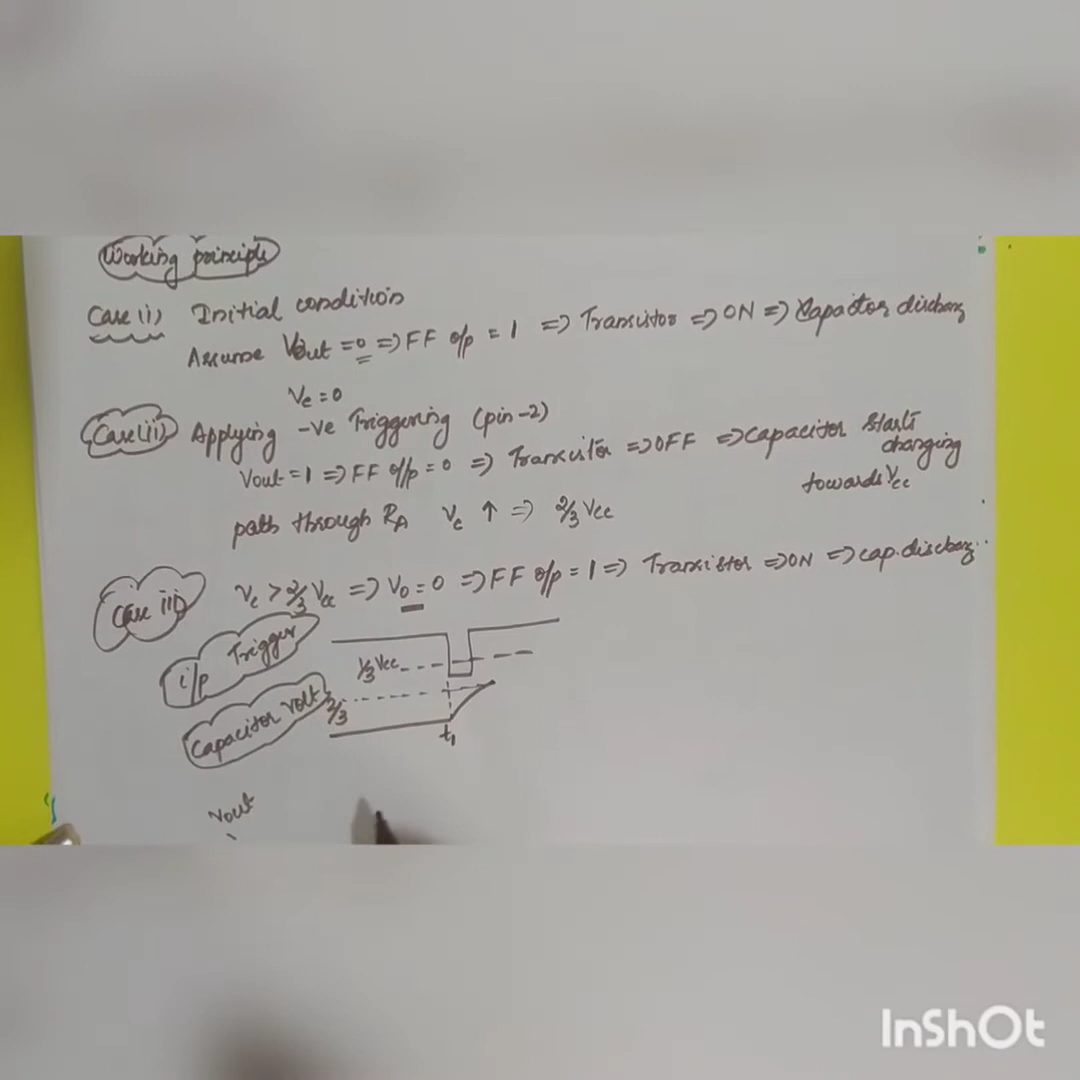 Working principle
Case (i) Initial condition
Assume Vout = 0 => FF o/p = 1 => Transistor => ON => Capacitor discharg
Vc = 0
Case (ii) Applying -ve Triggering (pin-2)
Vout = 1 => FF o/p = 0 => Transistor => OFF => capacitor starts
charging
towards Vcc
path through RA Vc ↑ => 2/3 Vcc
Case iii) Vc > 2/3 Vcc => Vo = 0 => FF o/p = 1 => Transistor => ON => cap. discharg..
i/p Trigger
1/3 Vcc
Capacitor volt
2/3
t1
Vout
InShOt